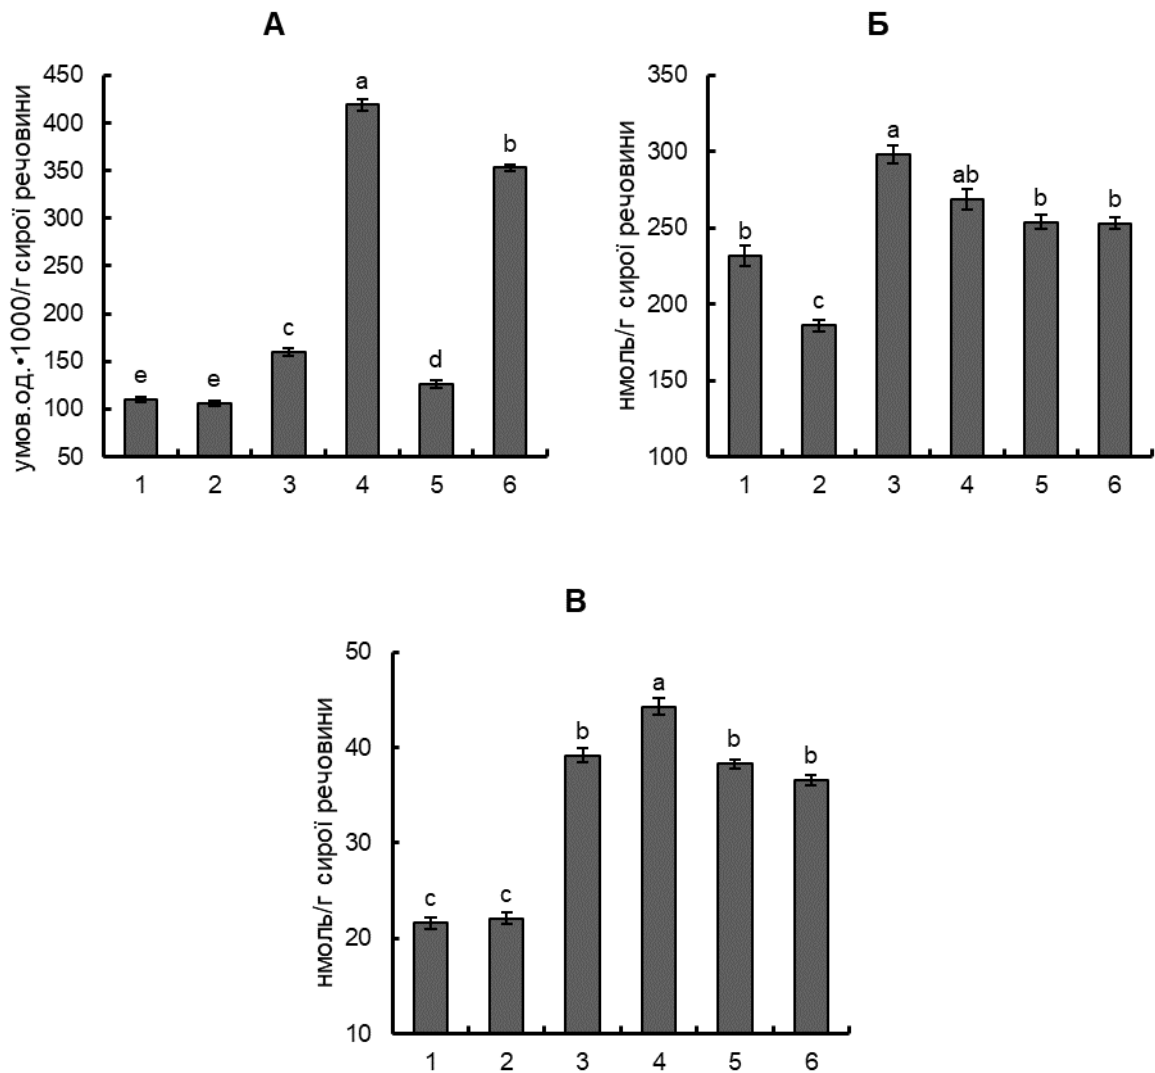 А
умов.од.•1000/г сирої речовини
450
400
350
300
250
200
150
100
50
e
e
c
a
d
b
1 2 3 4 5 6
Б
нмоль/г сирої речовини
350
300
250
200
150
100
b
c
a
ab
b
b
1 2 3 4 5 6
В
нмоль/г сирої речовини
50
40
30
20
10
c
c
b
a
b
b
1 2 3 4 5 6